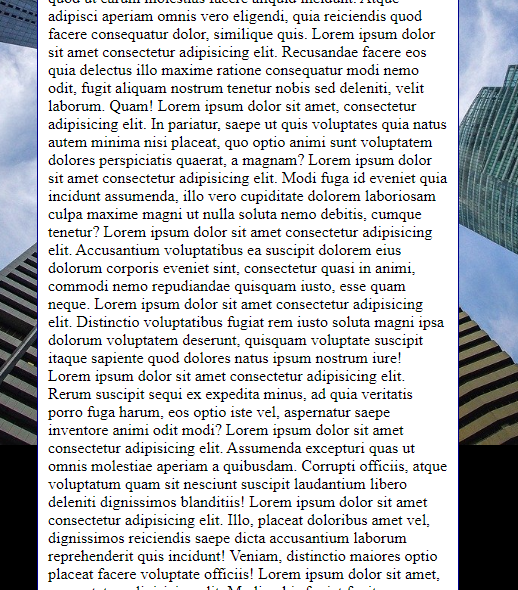 quod ut earum molestias facere aliquid incidunt. Atque
adipisci aperiam omnis vero eligendi, quia reiciendis quod
facere consequatur dolor, similique quis. Lorem ipsum dolor
sit amet consectetur adipisicing elit. Recusandae facere eos
quia delectus illo maxime ratione consequatur modi nemo
odit, fugit aliquam nostrum tenetur nobis sed deleniti, velit
laborum. Quam! Lorem ipsum dolor sit amet, consectetur
adipisicing elit. In pariatur, saepe ut quis voluptates quia natus
autem minima nisi placeat, quo optio animi sunt voluptatem
dolores perspiciatis quaerat, a magnam? Lorem ipsum dolor
sit amet consectetur adipisicing elit. Modi fuga id eveniet quia
incidunt assumenda, illo vero cupiditate dolorem laboriosam
culpa maxime magni ut nulla soluta nemo debitis, cumque
tenetur? Lorem ipsum dolor sit amet consectetur adipisicing
elit. Accusantium voluptatibus ea suscipit dolorem eius
dolorum corporis eveniet sint, consectetur quasi in animi,
commodi nemo repudiandae quisquam iusto, esse quam
neque. Lorem ipsum dolor sit amet consectetur adipisicing
elit. Distinctio voluptatibus fugiat rem iusto soluta magni ipsa
dolorum voluptatem deserunt, quisquam voluptate suscipit
itaque sapiente quod dolores natus ipsum nostrum iure!
Lorem ipsum dolor sit amet consectetur adipisicing elit.
Rerum suscipit sequi ex expedita minus, ad quia veritatis
porro fuga harum, eos optio iste vel, aspernatur saepe
inventore animi odit modi? Lorem ipsum dolor sit amet
consectetur adipisicing elit. Assumenda excepturi quas ut
omnis molestiae aperiam a quibusdam. Corrupti officiis, atque
voluptatum quam sit nesciunt suscipit laudantium libero
deleniti dignissimos blanditiis! Lorem ipsum dolor sit amet
consectetur adipisicing elit. Illo, placeat doloribus amet vel,
dignissimos reiciendis saepe dicta accusantium laborum
reprehenderit quis incidunt! Veniam, distinctio maiores optio
placeat facere voluptate officiis! Lorem ipsum dolor sit amet,